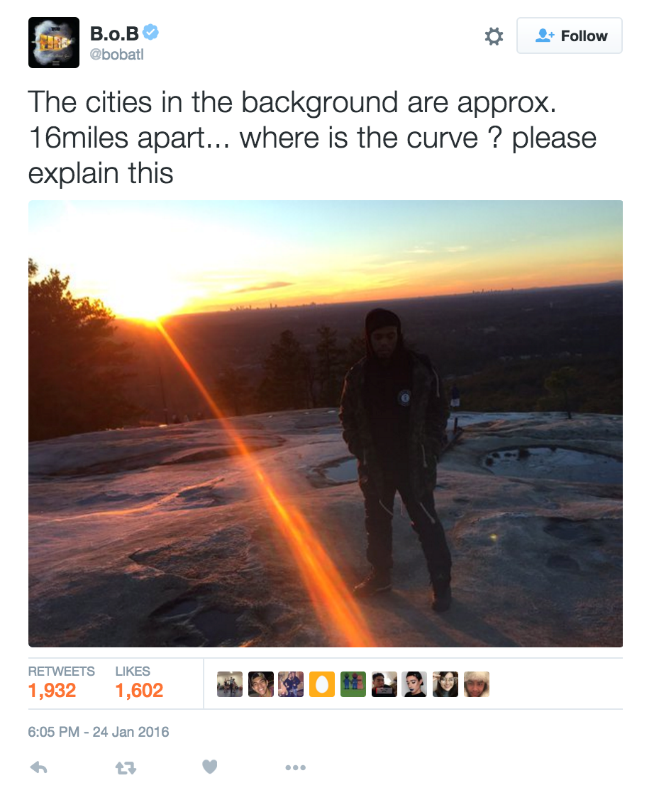 B.o.B
@bobatl
Follow
The cities in the background are approx.
16miles apart... where is the curve ? please
explain this
RETWEETS LIKES
1,932 1,602
6:05 PM - 24 Jan 2016